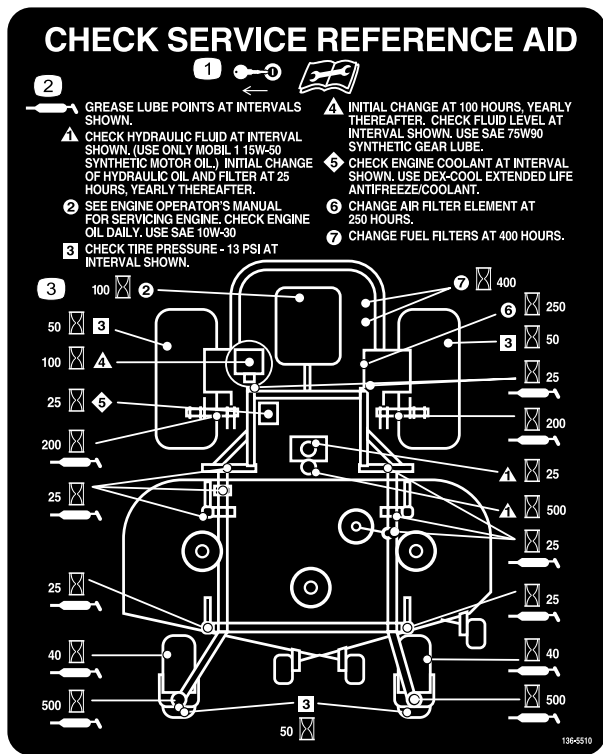 CHECK SERVICE REFERENCE AID
1
2
GREASE LUBE POINTS AT INTERVALS
SHOWN.
1 CHECK HYDRAULIC FLUID AT INTERVAL
SHOWN. (USE ONLY MOBIL 1 15W-50
SYNTHETIC MOTOR OIL.) INITIAL CHANGE
OF HYDRAULIC OIL AND FILTER AT 25
HOURS, YEARLY THEREAFTER.
2 SEE ENGINE OPERATOR'S MANUAL
FOR SERVICING ENGINE. CHECK ENGINE
OIL DAILY. USE SAE 10W-30
3 CHECK TIRE PRESSURE - 13 PSI AT
INTERVAL SHOWN.
4 INITIAL CHANGE AT 100 HOURS, YEARLY
THEREAFTER. CHECK FLUID LEVEL AT
INTERVAL SHOWN. USE SAE 75W90
SYNTHETIC GEAR LUBE.
5 CHECK ENGINE COOLANT AT INTERVAL
SHOWN. USE DEX-COOL EXTENDED LIFE
ANTIFREEZE/COOLANT.
6 CHANGE AIR FILTER ELEMENT AT
250 HOURS.
7 CHANGE FUEL FILTERS AT 400 HOURS.
3
100 2
7 400
50 3
6 250
100 4
3 50
25 5
25
200
200
25
1 25
1 500
25
25
25
40
40
500
500
3
50
136-5510